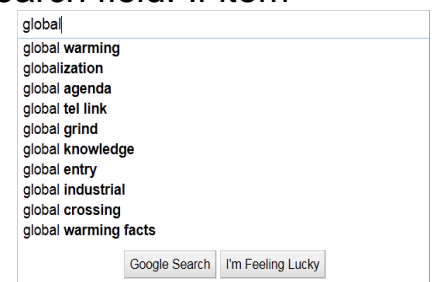 global
global warming
globalization
global agenda
global tel link
global grind
global knowledge
global entry
global industrial
global crossing
global warming facts
Google Search I'm Feeling Lucky